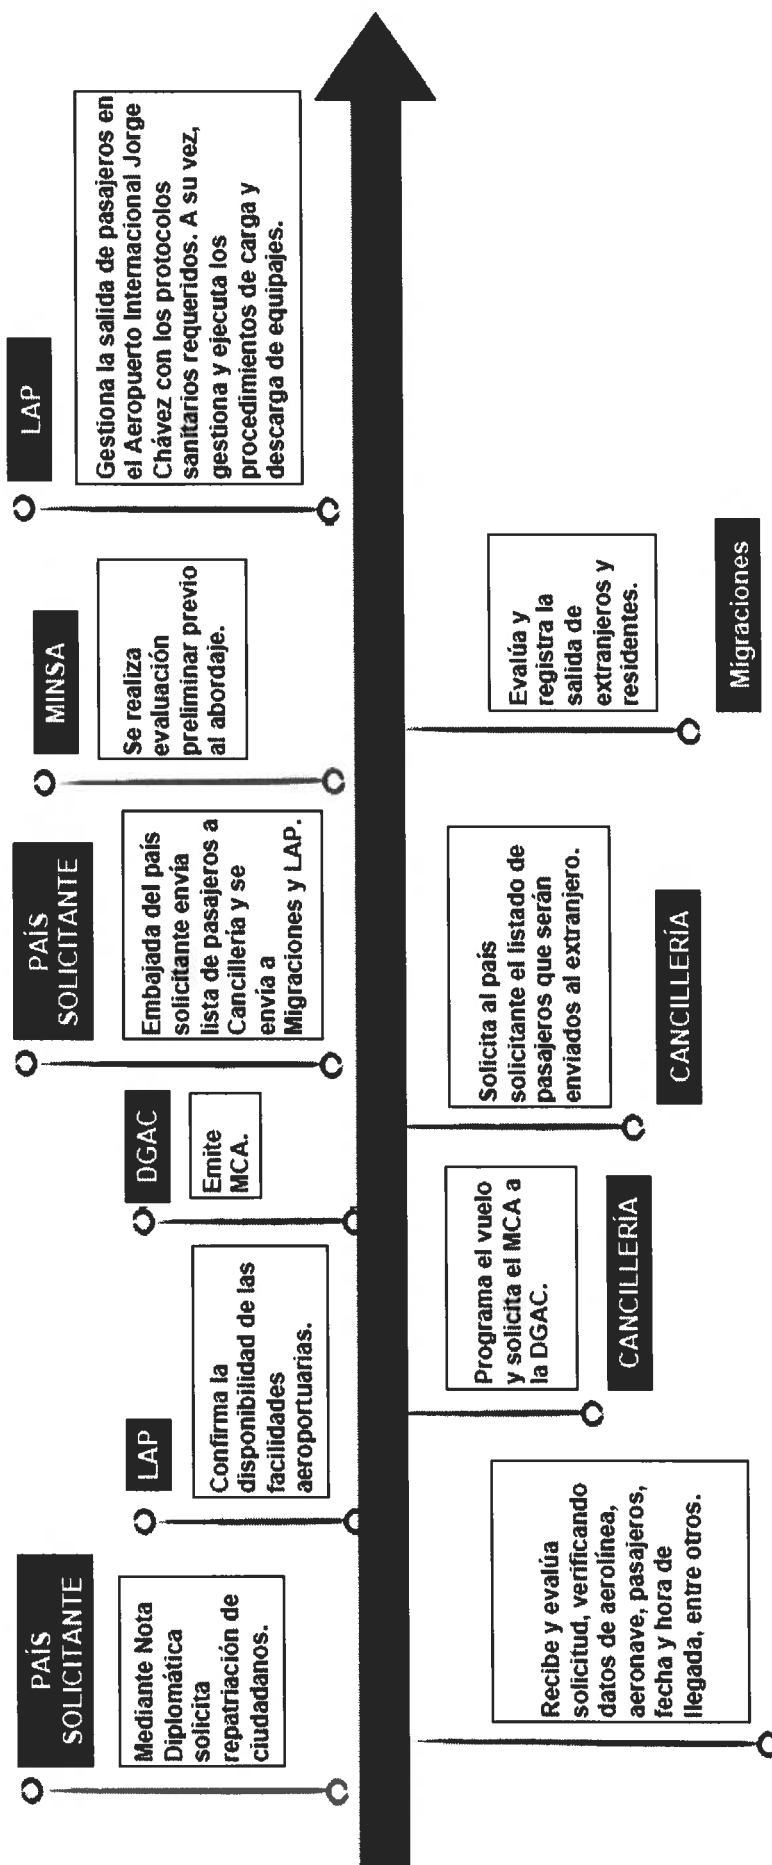 PAÍS
SOLICITANTE
Mediante Nota
Diplomática
solicita
repatriación de
ciudadanos.
Recibe y evalúa
solicitud, verificando
datos de aerolínea,
aeronave, pasajeros,
fecha y hora de
llegada, entre otros.
LAP
Confirma la
disponibilidad de las
facilidades
aeroportuarias.
CANCILLERÍA
Programa el vuelo
y solicita el MCA a
la DGAC.
DGAC
Emite
MCA.
CANCILLERÍA
Solicita al país
solicitante el listado de
pasajeros que serán
enviados al extranjero.
PAÍS
SOLICITANTE
Embajada del país
solicitante envía
lista de pasajeros a
Cancillería y se
envía a
Migraciones y LAP.
MINSA
Se realiza
evaluación
preliminar previo
al abordaje.
Migraciones
Evalúa y
registra la
salida de
extranjeros y
residentes.
LAP
Gestiona la salida de pasajeros en
el Aeropuerto Internacional Jorge
Chávez con los protocolos
sanitarios requeridos. A su vez,
gestiona y ejecuta los
procedimientos de carga y
descarga de equipajes.